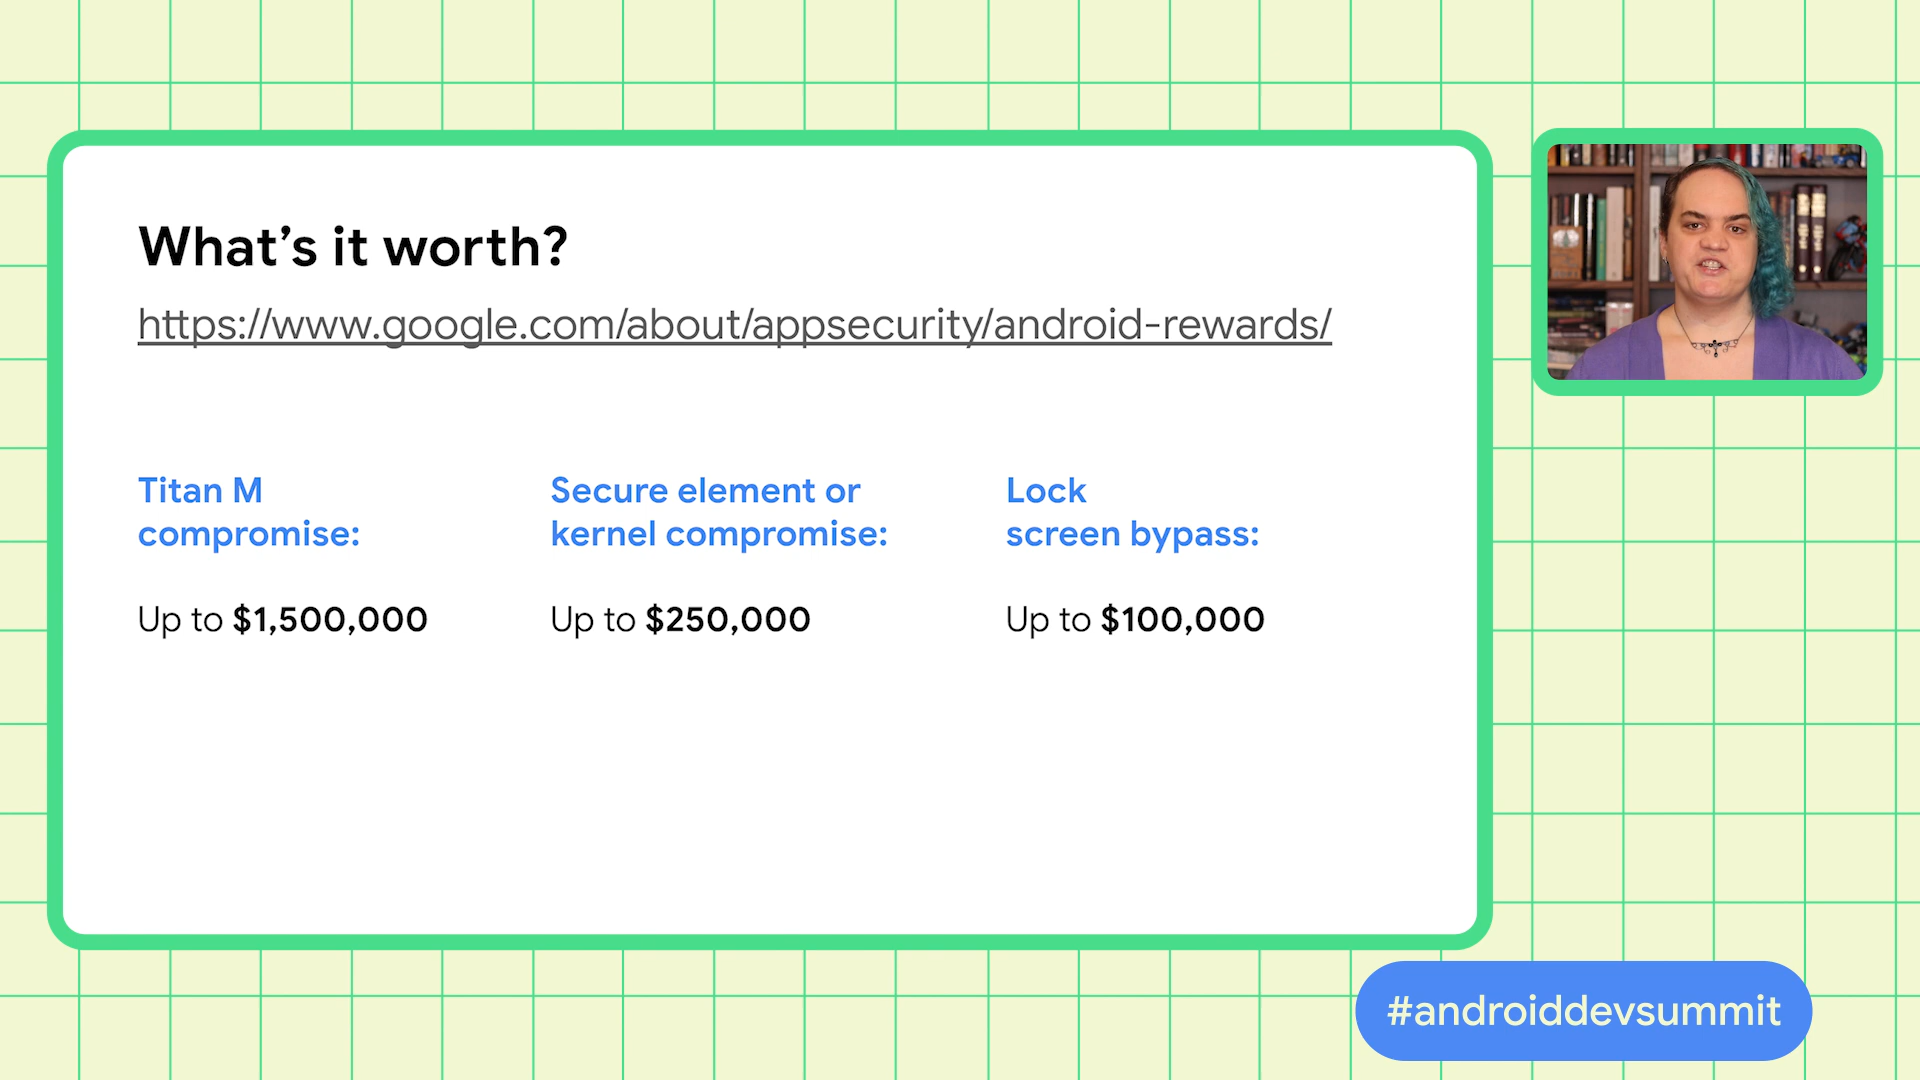 What’s it worth?
https://www.google.com/about/appsecurity/android-rewards/
Titan M
compromise:
Up to $1,500,000
Secure element or
kernel compromise:
Up to $250,000
Lock
screen bypass:
Up to $100,000
#androiddevsummit